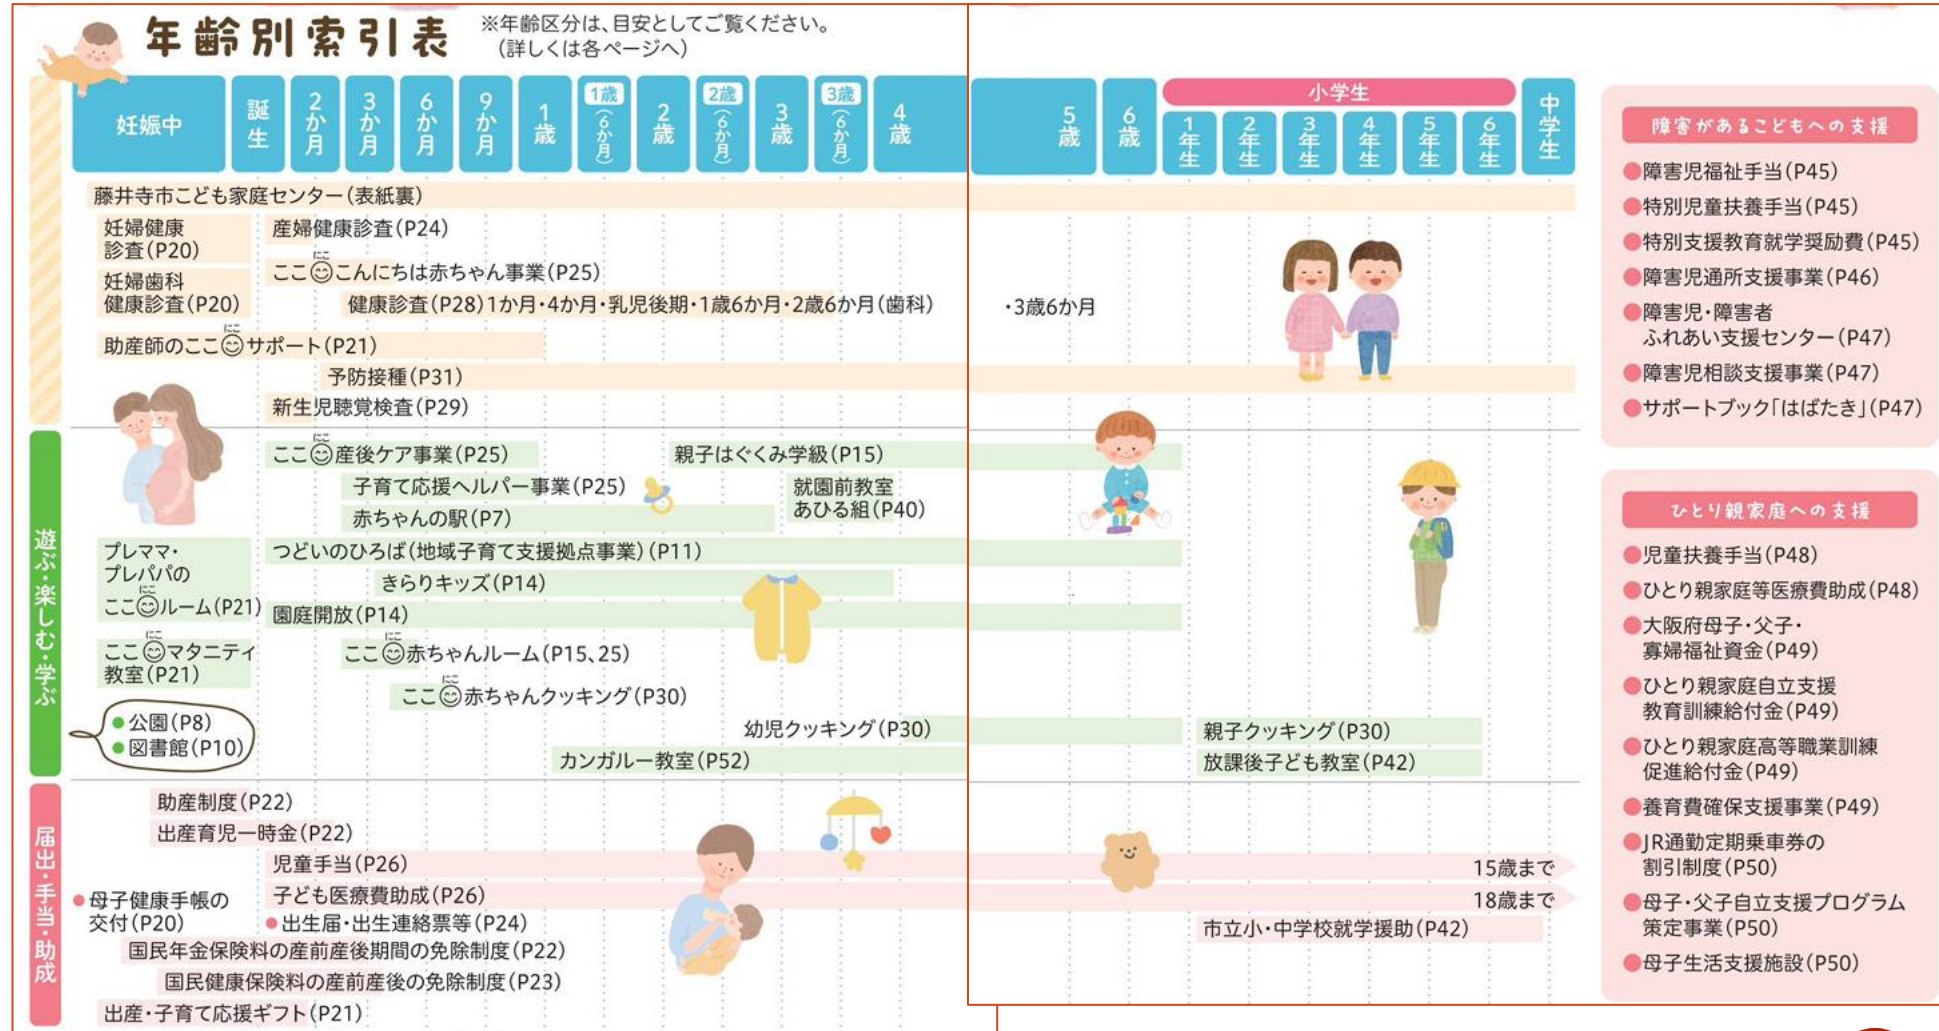 年齢別索引表
※年齢区分は、目安としてご覧ください。
(詳しくは各ページへ)
妊娠中
誕生
2か月
3か月
6か月
9か月
1歳
1歳(6か月)
2歳
2歳(6か月)
3歳
3歳(6か月)
4歳
5歳
6歳
小学生
1年生
2年生
3年生
4年生
5年生
6年生
中学生
藤井寺市こども家庭センター(表紙裏)
妊婦健康
診査(P20)
産婦健康診査(P24)
妊婦歯科
健康診査(P20)
にこ
ここ こんにちは赤ちゃん事業(P25)
健康診査(P28)1か月・4か月・乳児後期・1歳6か月・2歳6か月(歯科)
・3歳6か月
にこ
助産師のここ サポート(P21)
予防接種(P31)
新生児聴覚検査(P29)
遊ぶ・楽しむ・学ぶ
にこ
ここ 産後ケア事業(P25)
親子はぐくみ学級(P15)
子育て応援ヘルパー事業(P25)
就園前教室
あひる組(P40)
赤ちゃんの駅(P7)
プレママ・
プレパパの
にこ
ここ ルーム(P21)
つどいのひろば(地域子育て支援拠点事業)(P11)
きらりキッズ(P14)
園庭開放(P14)
にこ
ここ マタニティ
教室(P21)
にこ
ここ 赤ちゃんルーム(P15、25)
にこ
ここ 赤ちゃんクッキング(P30)
●公園(P8)
●図書館(P10)
幼児クッキング(P30)
親子クッキング(P30)
カンガルー教室(P52)
放課後子ども教室(P42)
届出・手当・助成
助産制度(P22)
出産育児一時金(P22)
児童手当(P26)
15歳まで
子ども医療費助成(P26)
18歳まで
●母子健康手帳の
交付(P20)
●出生届・出生連絡票等(P24)
市立小・中学校就学援助(P42)
国民年金保険料の産前産後期間の免除制度(P22)
国民健康保険料の産前産後の免除制度(P23)
出産・子育て応援ギフト(P21)
障害があるこどもへの支援
●障害児福祉手当(P45)
●特別児童扶養手当(P45)
●特別支援教育就学奨励費(P45)
●障害児通所支援事業(P46)
●障害児・障害者
ふれあい支援センター(P47)
●障害児相談支援事業(P47)
●サポートブック「はばたき」(P47)
ひとり親家庭への支援
●児童扶養手当(P48)
●ひとり親家庭等医療費助成(P48)
●大阪府母子・父子・
寡婦福祉資金(P49)
●ひとり親家庭自立支援
教育訓練給付金(P49)
●ひとり親家庭高等職業訓練
促進給付金(P49)
●養育費確保支援事業(P49)
●JR通勤定期乗車券の
割引制度(P50)
●母子・父子自立支援プログラム
策定事業(P50)
●母子生活支援施設(P50)